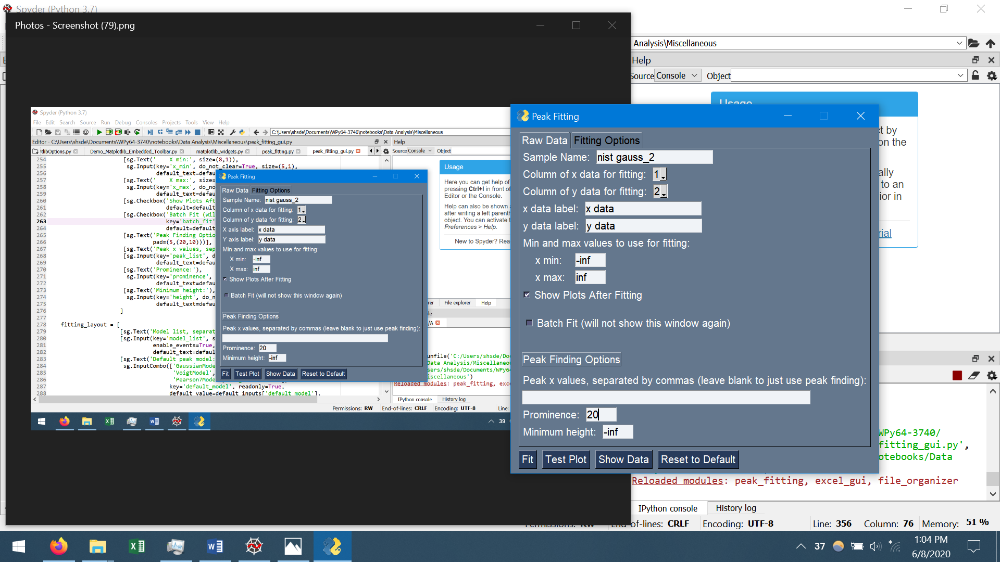 Spyder (Python 3.7)
Photos - Screenshot (79).png
Spyder (Python 3.7)
File Edit Search Source Run Debug Consoles Projects Tools View Help
C:\Users\shsde\Documents\WPy64-3740\notebooks\Data Analysis\Miscellaneous
Editor - C:\Users\shsde\Documents\WPy64-3740\notebooks\Data Analysis\Miscellaneous\peak_fitting_gui.py
Help
tlibOptions.py Demo_Matplotlib_Embedded_Toolbar.py matplotlib_widgets.py peak_fitting.py peak_fitting_gui.py
Source Console Object
254 [sg.Text('    X min:', size=(8,1)),
255 sg.Input(key='x_min', do_not_clear=True, size=(5,1),
256 default_text=defau
257 [sg.Text('    X max:', size=
258 sg.Input(key='x_max', do_no
259 default_text=defau
260 [sg.Checkbox('Show Plots Aft
261 default=default
262 [sg.Checkbox('Batch Fit (wil
263 key='batch_fit'
264 default=default
265 [sg.Text('Peak Finding Optio
266 pad=(5,(20,10)))],
267 [sg.Text('Peak x values, sep
268 [sg.Input(key='peak_list', d
269 default_text=defau
270 [sg.Text('Prominence:'),
271 sg.Input(key='prominence',
272 default_text=defau
273 [sg.Text('Minimum height:'),
274 sg.Input(key='height', do_n
275 default_text=defau
276 ]
277
278 fitting_layout = [
279 [sg.Text('Model list, separat
280 [sg.Input(key='model_list', s
281 enable_events=True,
282 default_text=defaul
283 [sg.Text('Default peak model:
284 sg.InputCombo(['GaussianMode
285 'VoigtModel',
286 'Pearson7Mode
287 key='default_model', readonly=True,
288 default_value=default_inputs['default_model'],
Usage
Here you can get help of
pressing Ctrl+I in front of
Editor or the Console.
Help can also be shown
after writing a left parenth
object. You can activate t
Preferences > Help.
New to Spyder? Rea
rer File explorer Help
le
/A
unfile('C:/Users/shsde/Do
Data Analysis/Miscellaneou
sers/shsde/Documents/WPy6
iscellaneous')
Reloaded modules: peak_fitting, exce
IPython console History log
Permissions: RW End-of-lines: CRLF Encoding: UTF-8 Line:
39
Peak Fitting
Raw Data Fitting Options
Sample Name: nist gauss_2
Column of x data for fitting: 1
Column of y data for fitting: 2
X axis label: x data
Y axis label: y data
Min and max values to use for fitting:
X min: -inf
X max: inf
Show Plots After Fitting
Batch Fit (will not show this window again)
Peak Finding Options
Peak x values, separated by commas (leave blank to just use peak finding):
Prominence: 20
Minimum height: -inf
Fit Test Plot Show Data Reset to Default
Analysis\Miscellaneous
Help
Source Console Object
Usage
t by
on the
ally
to an
ior in
rial
Peak Fitting
Raw Data Fitting Options
Sample Name: nist gauss_2
Column of x data for fitting: 1
Column of y data for fitting: 2
x data label: x data
y data label: y data
Min and max values to use for fitting:
x min: -inf
x max: inf
Show Plots After Fitting
Batch Fit (will not show this window again)
Peak Finding Options
Peak x values, separated by commas (leave blank to just use peak finding):
Prominence: 20
Minimum height: -inf
Fit Test Plot Show Data Reset to Default
WPy64-3740/
fitting_gui.py',
otebooks/Data
Reloaded modules: peak_fitting, excel_gui, file_organizer
IPython console History log
Permissions: RW End-of-lines: CRLF Encoding: UTF-8 Line: 356 Column: 76 Memory: 51 %
37
1:04 PM
6/8/2020